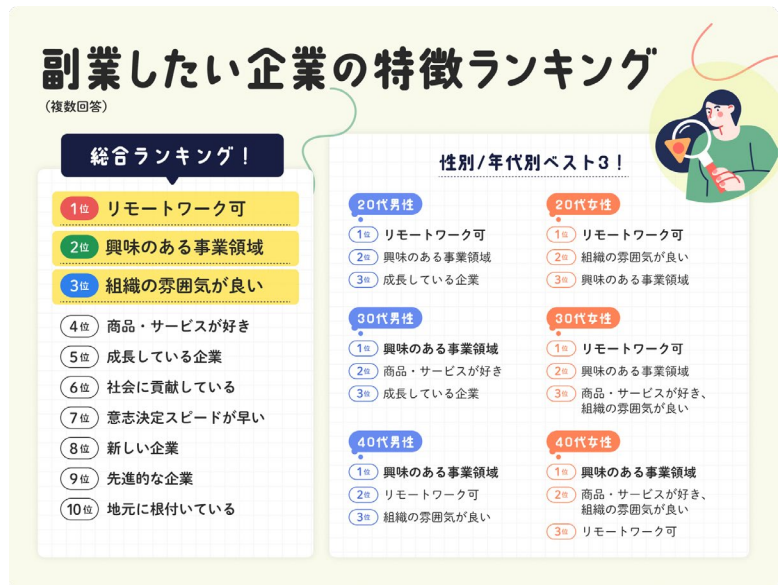 副業したい企業の特徴ランキング
（複数回答）
総合ランキング！
1位 リモートワーク可
2位 興味のある事業領域
3位 組織の雰囲気が良い
4位 商品・サービスが好き
5位 成長している企業
6位 社会に貢献している
7位 意志決定スピードが早い
8位 新しい企業
9位 先進的な企業
10位 地元に根付いている
性別/年代別ベスト3！
20代男性
1位 リモートワーク可
2位 興味のある事業領域
3位 成長している企業
20代女性
1位 リモートワーク可
2位 組織の雰囲気が良い
3位 興味のある事業領域
30代男性
1位 興味のある事業領域
2位 商品・サービスが好き
3位 成長している企業
30代女性
1位 リモートワーク可
2位 興味のある事業領域
3位 商品・サービスが好き、
組織の雰囲気が良い
40代男性
1位 興味のある事業領域
2位 リモートワーク可
3位 組織の雰囲気が良い
40代女性
1位 興味のある事業領域
2位 商品・サービスが好き、
組織の雰囲気が良い
3位 リモートワーク可